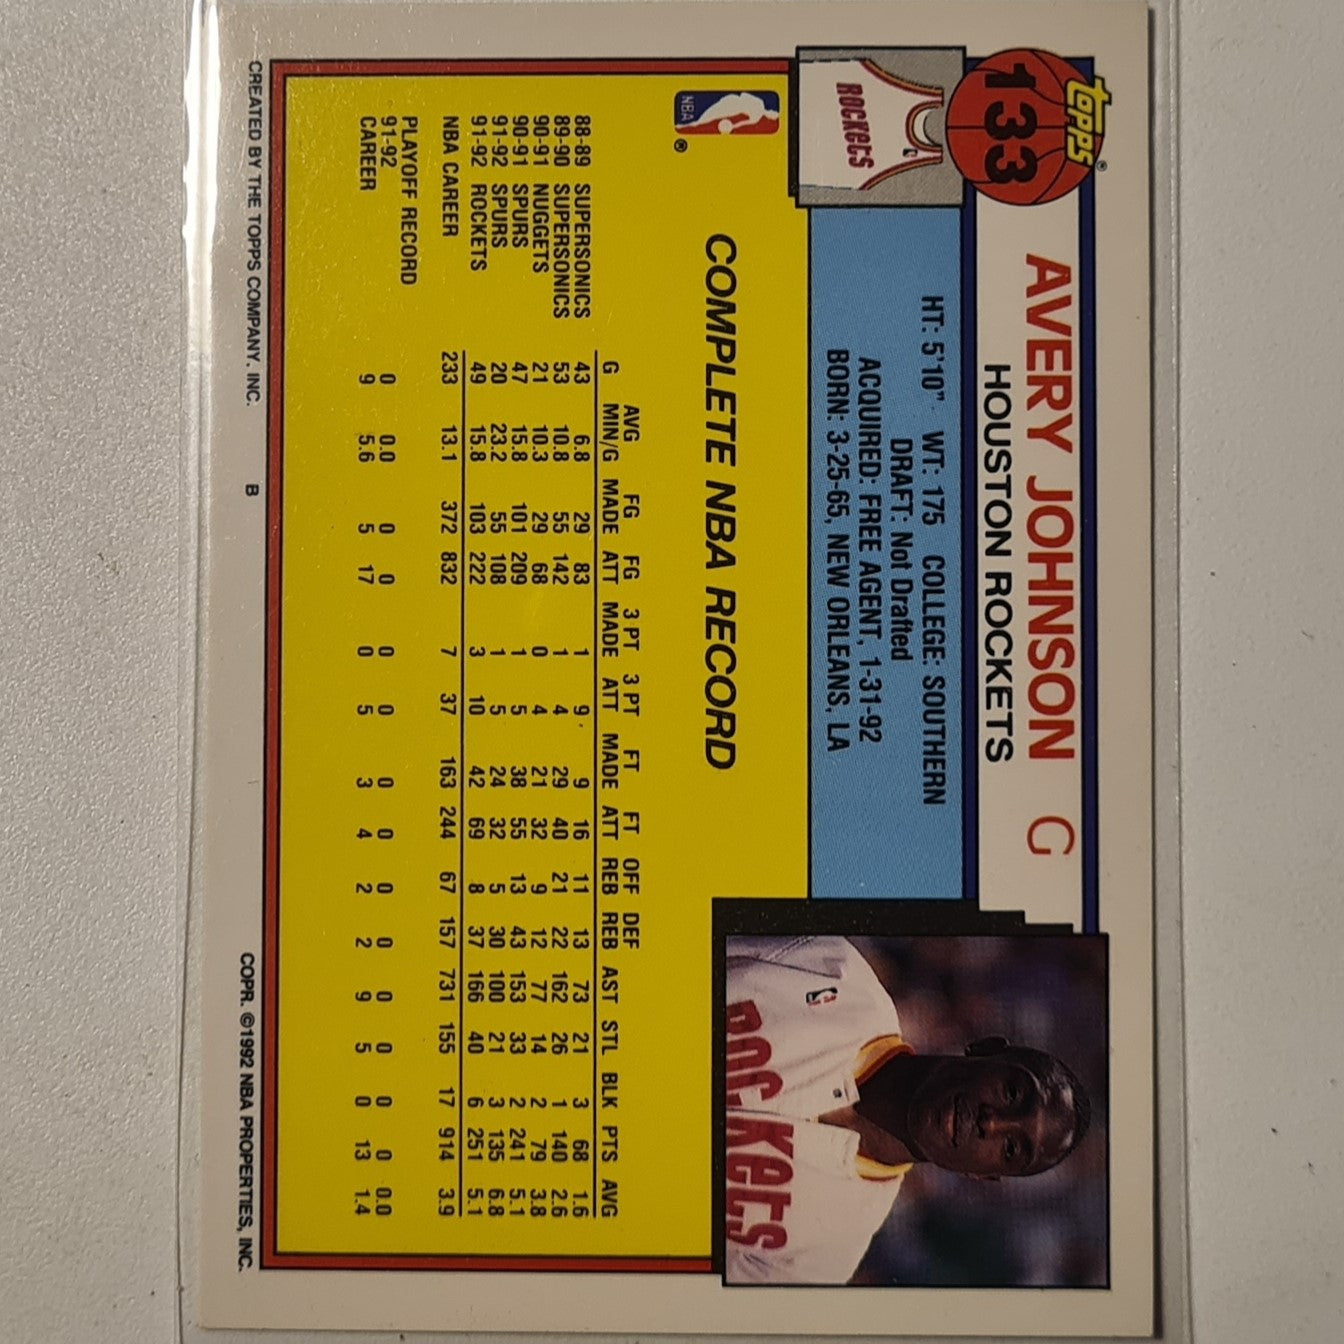 topps®
133
AVERY JOHNSON G
HOUSTON ROCKETS
ROCKETS
HT: 5'10" WT: 175 COLLEGE: SOUTHERN
DRAFT: Not Drafted
ACQUIRED: FREE AGENT, 1-31-92
BORN: 3-25-65, NEW ORLEANS, LA
ROCKETS
NBA ®
COMPLETE NBA RECORD
AVG FG FG 3 PT 3 PT FT FT OFF DEF
G MIN/G MADE ATT MADE ATT MADE ATT REB REB AST STL BLK PTS AVG
88-89 SUPERSONICS 43 6.8 29 83 1 9 9 16 11 13 73 21 3 68 1.6
89-90 SUPERSONICS 53 10.8 55 142 1 4 29 40 21 22 162 26 1 140 2.6
90-91 NUGGETS 21 10.3 29 68 0 4 21 32 9 12 77 14 2 79 3.8
90-91 SPURS 47 15.8 101 209 1 5 38 55 13 43 153 33 2 241 5.1
91-92 SPURS 20 23.2 55 108 1 5 24 32 5 30 100 21 3 135 6.8
91-92 ROCKETS 49 15.8 103 222 3 10 42 69 8 37 166 40 6 251 5.1
NBA CAREER 233 13.1 372 832 7 37 163 244 67 157 731 155 17 914 3.9
PLAYOFF RECORD
91-92 0 0.0 0 0 0 0 0 0 0 0 0 0 0 0.0
CAREER 9 5.6 5 17 0 5 3 4 2 2 9 5 0 13 1.4
CREATED BY THE TOPPS COMPANY, INC. B COPR. ©1992 NBA PROPERTIES, INC.